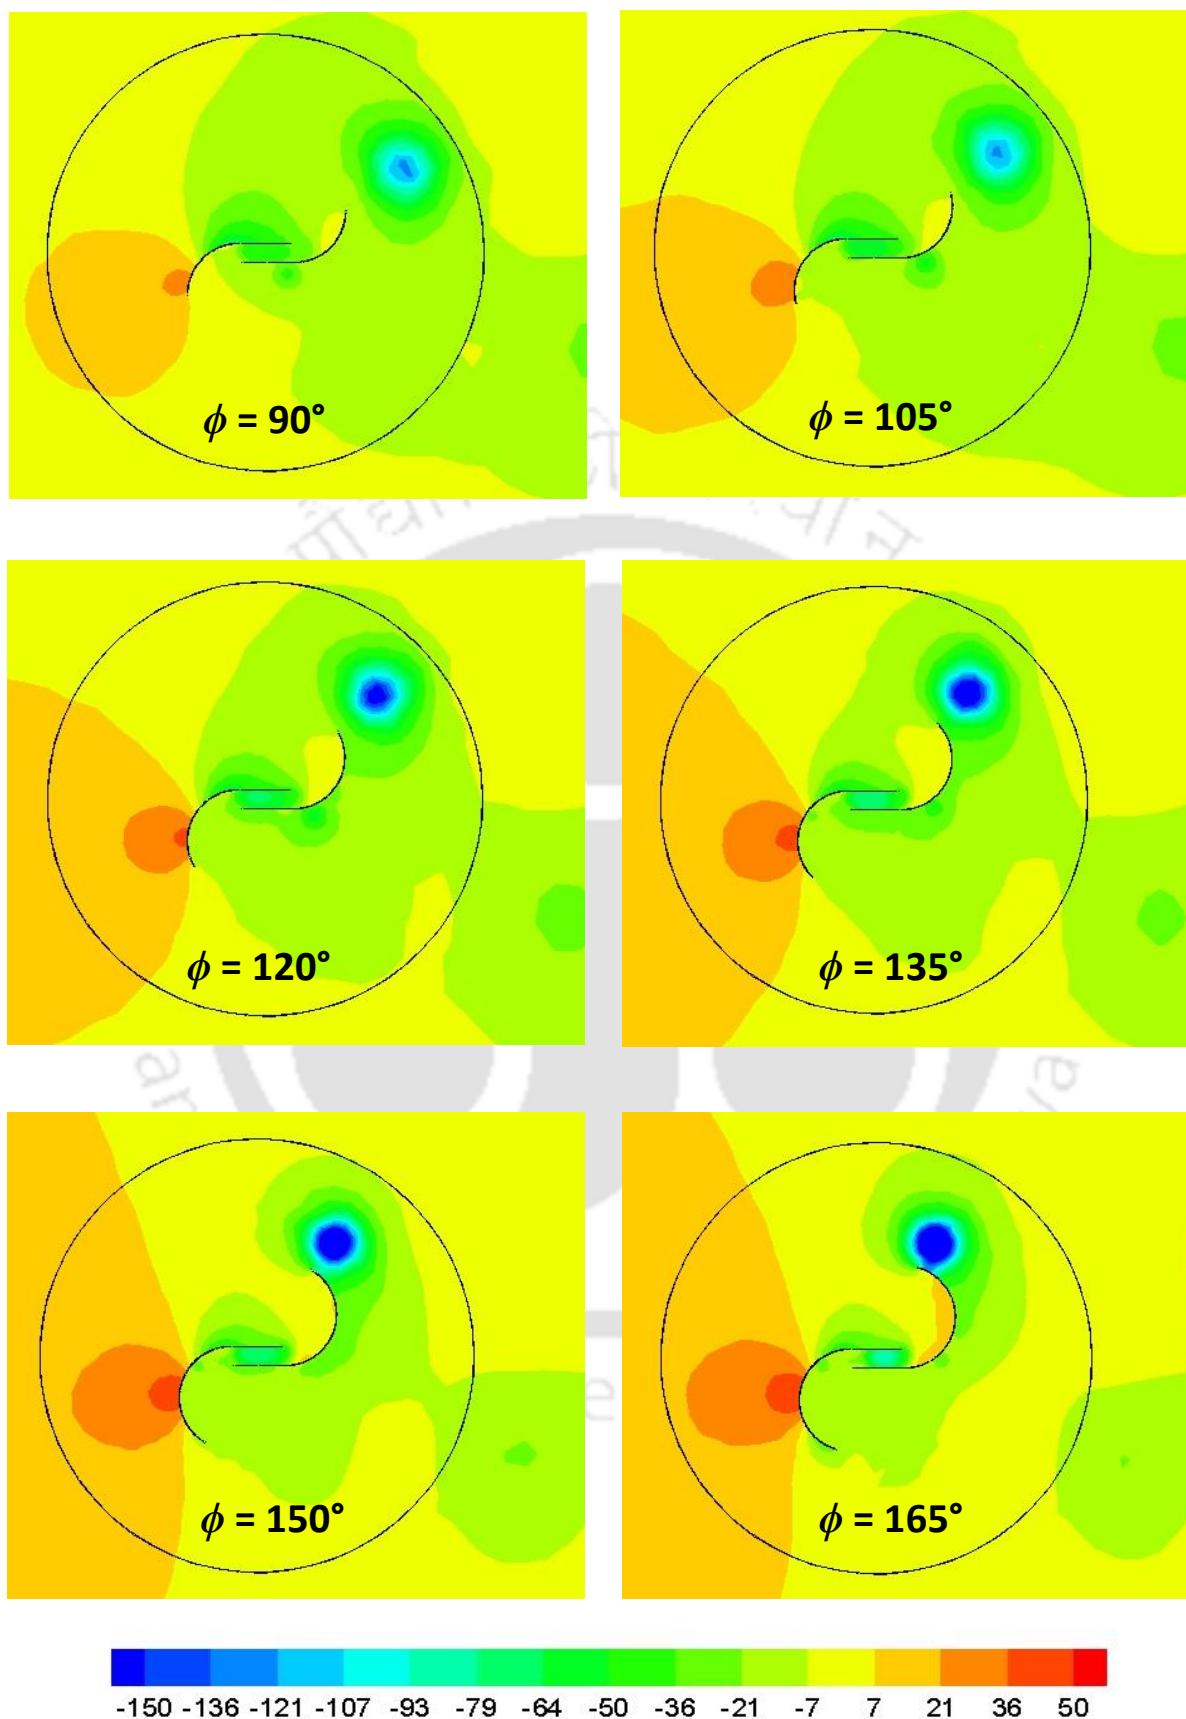 ϕ = 90°
ϕ = 105°
ϕ = 120°
ϕ = 135°
ϕ = 150°
ϕ = 165°
-150 -136 -121 -107 -93 -79 -64 -50 -36 -21 -7 7 21 36 50